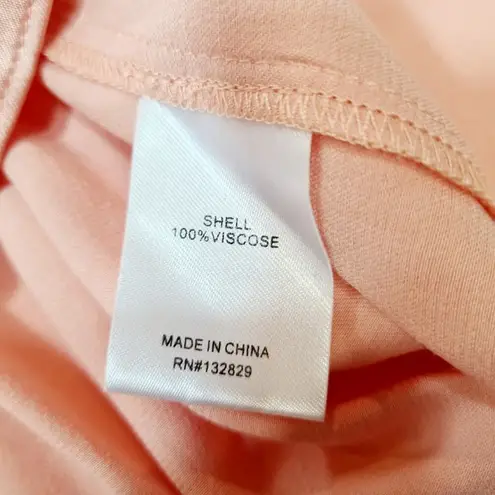 SHELL
100%VISCOSE
MADE IN CHINA
RN#132829